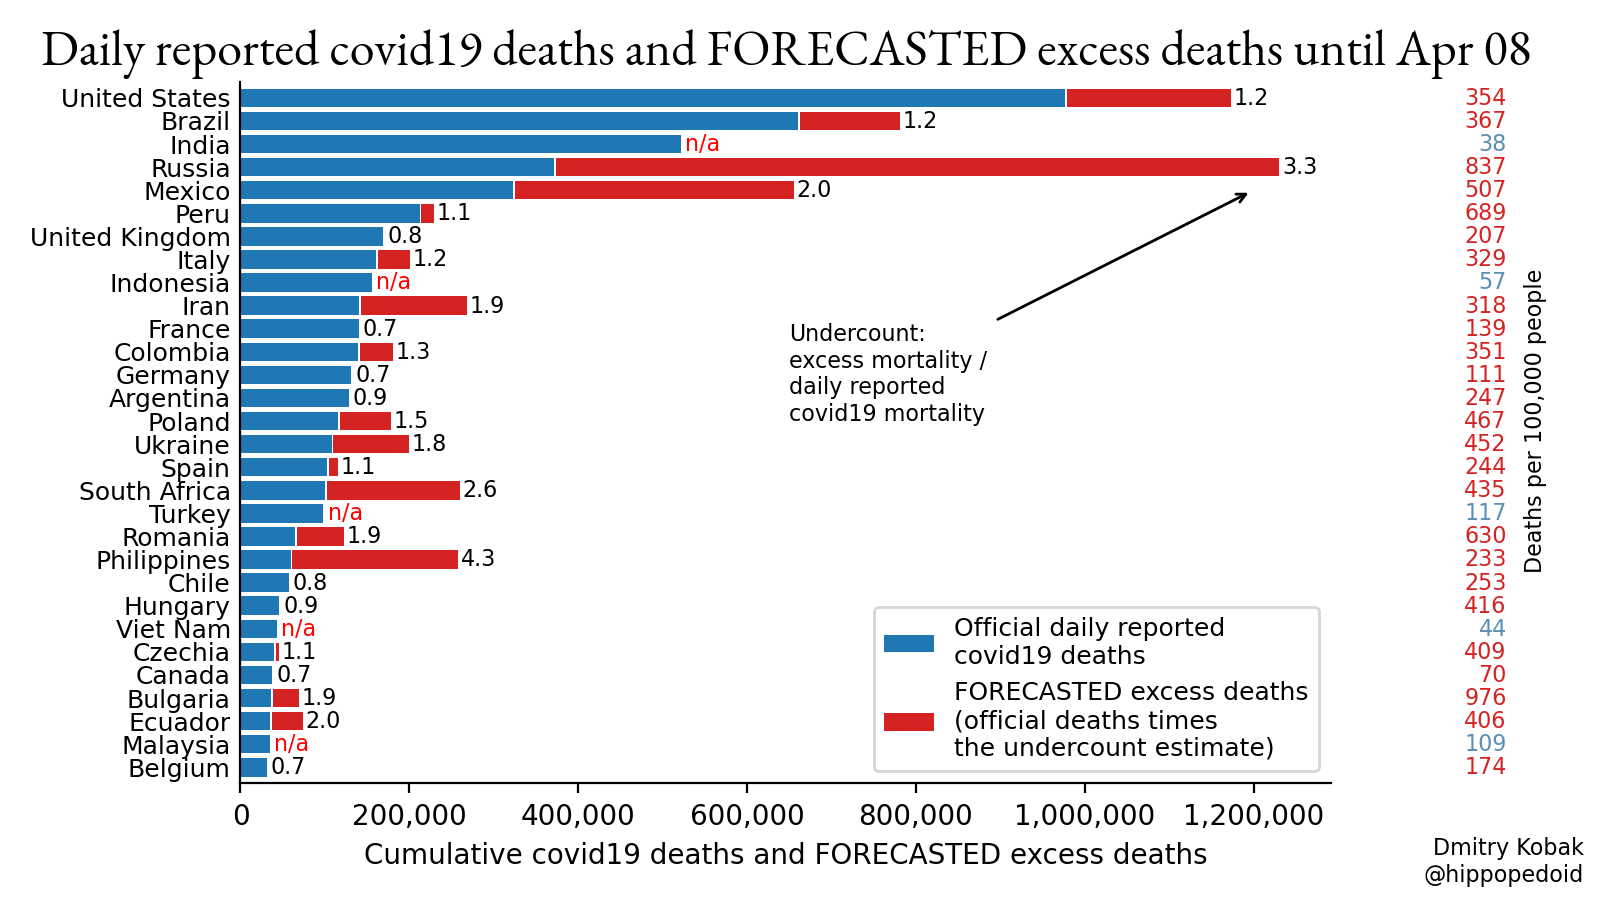 Daily reported covid19 deaths and FORECASTED excess deaths until Apr 08
United States 1.2 354
Brazil 1.2 367
India n/a 38
Russia 3.3 837
Mexico 2.0 507
Peru 1.1 689
United Kingdom 0.8 207
Italy 1.2 329
Indonesia n/a 57
Iran 1.9 318
France 0.7 139
Colombia 1.3 351
Germany 0.7 111
Argentina 0.9 247
Poland 1.5 467
Ukraine 1.8 452
Spain 1.1 244
South Africa 2.6 435
Turkey n/a 117
Romania 1.9 630
Philippines 4.3 233
Chile 0.8 253
Hungary 0.9 416
Viet Nam n/a 44
Czechia 1.1 409
Canada 0.7 70
Bulgaria 1.9 976
Ecuador 2.0 406
Malaysia n/a 109
Belgium 0.7 174
Undercount:
excess mortality /
daily reported
covid19 mortality
Deaths per 100,000 people
Official daily reported
covid19 deaths
FORECASTED excess deaths
(official deaths times
the undercount estimate)
0 200,000 400,000 600,000 800,000 1,000,000 1,200,000
Cumulative covid19 deaths and FORECASTED excess deaths
Dmitry Kobak
@hippopedoid